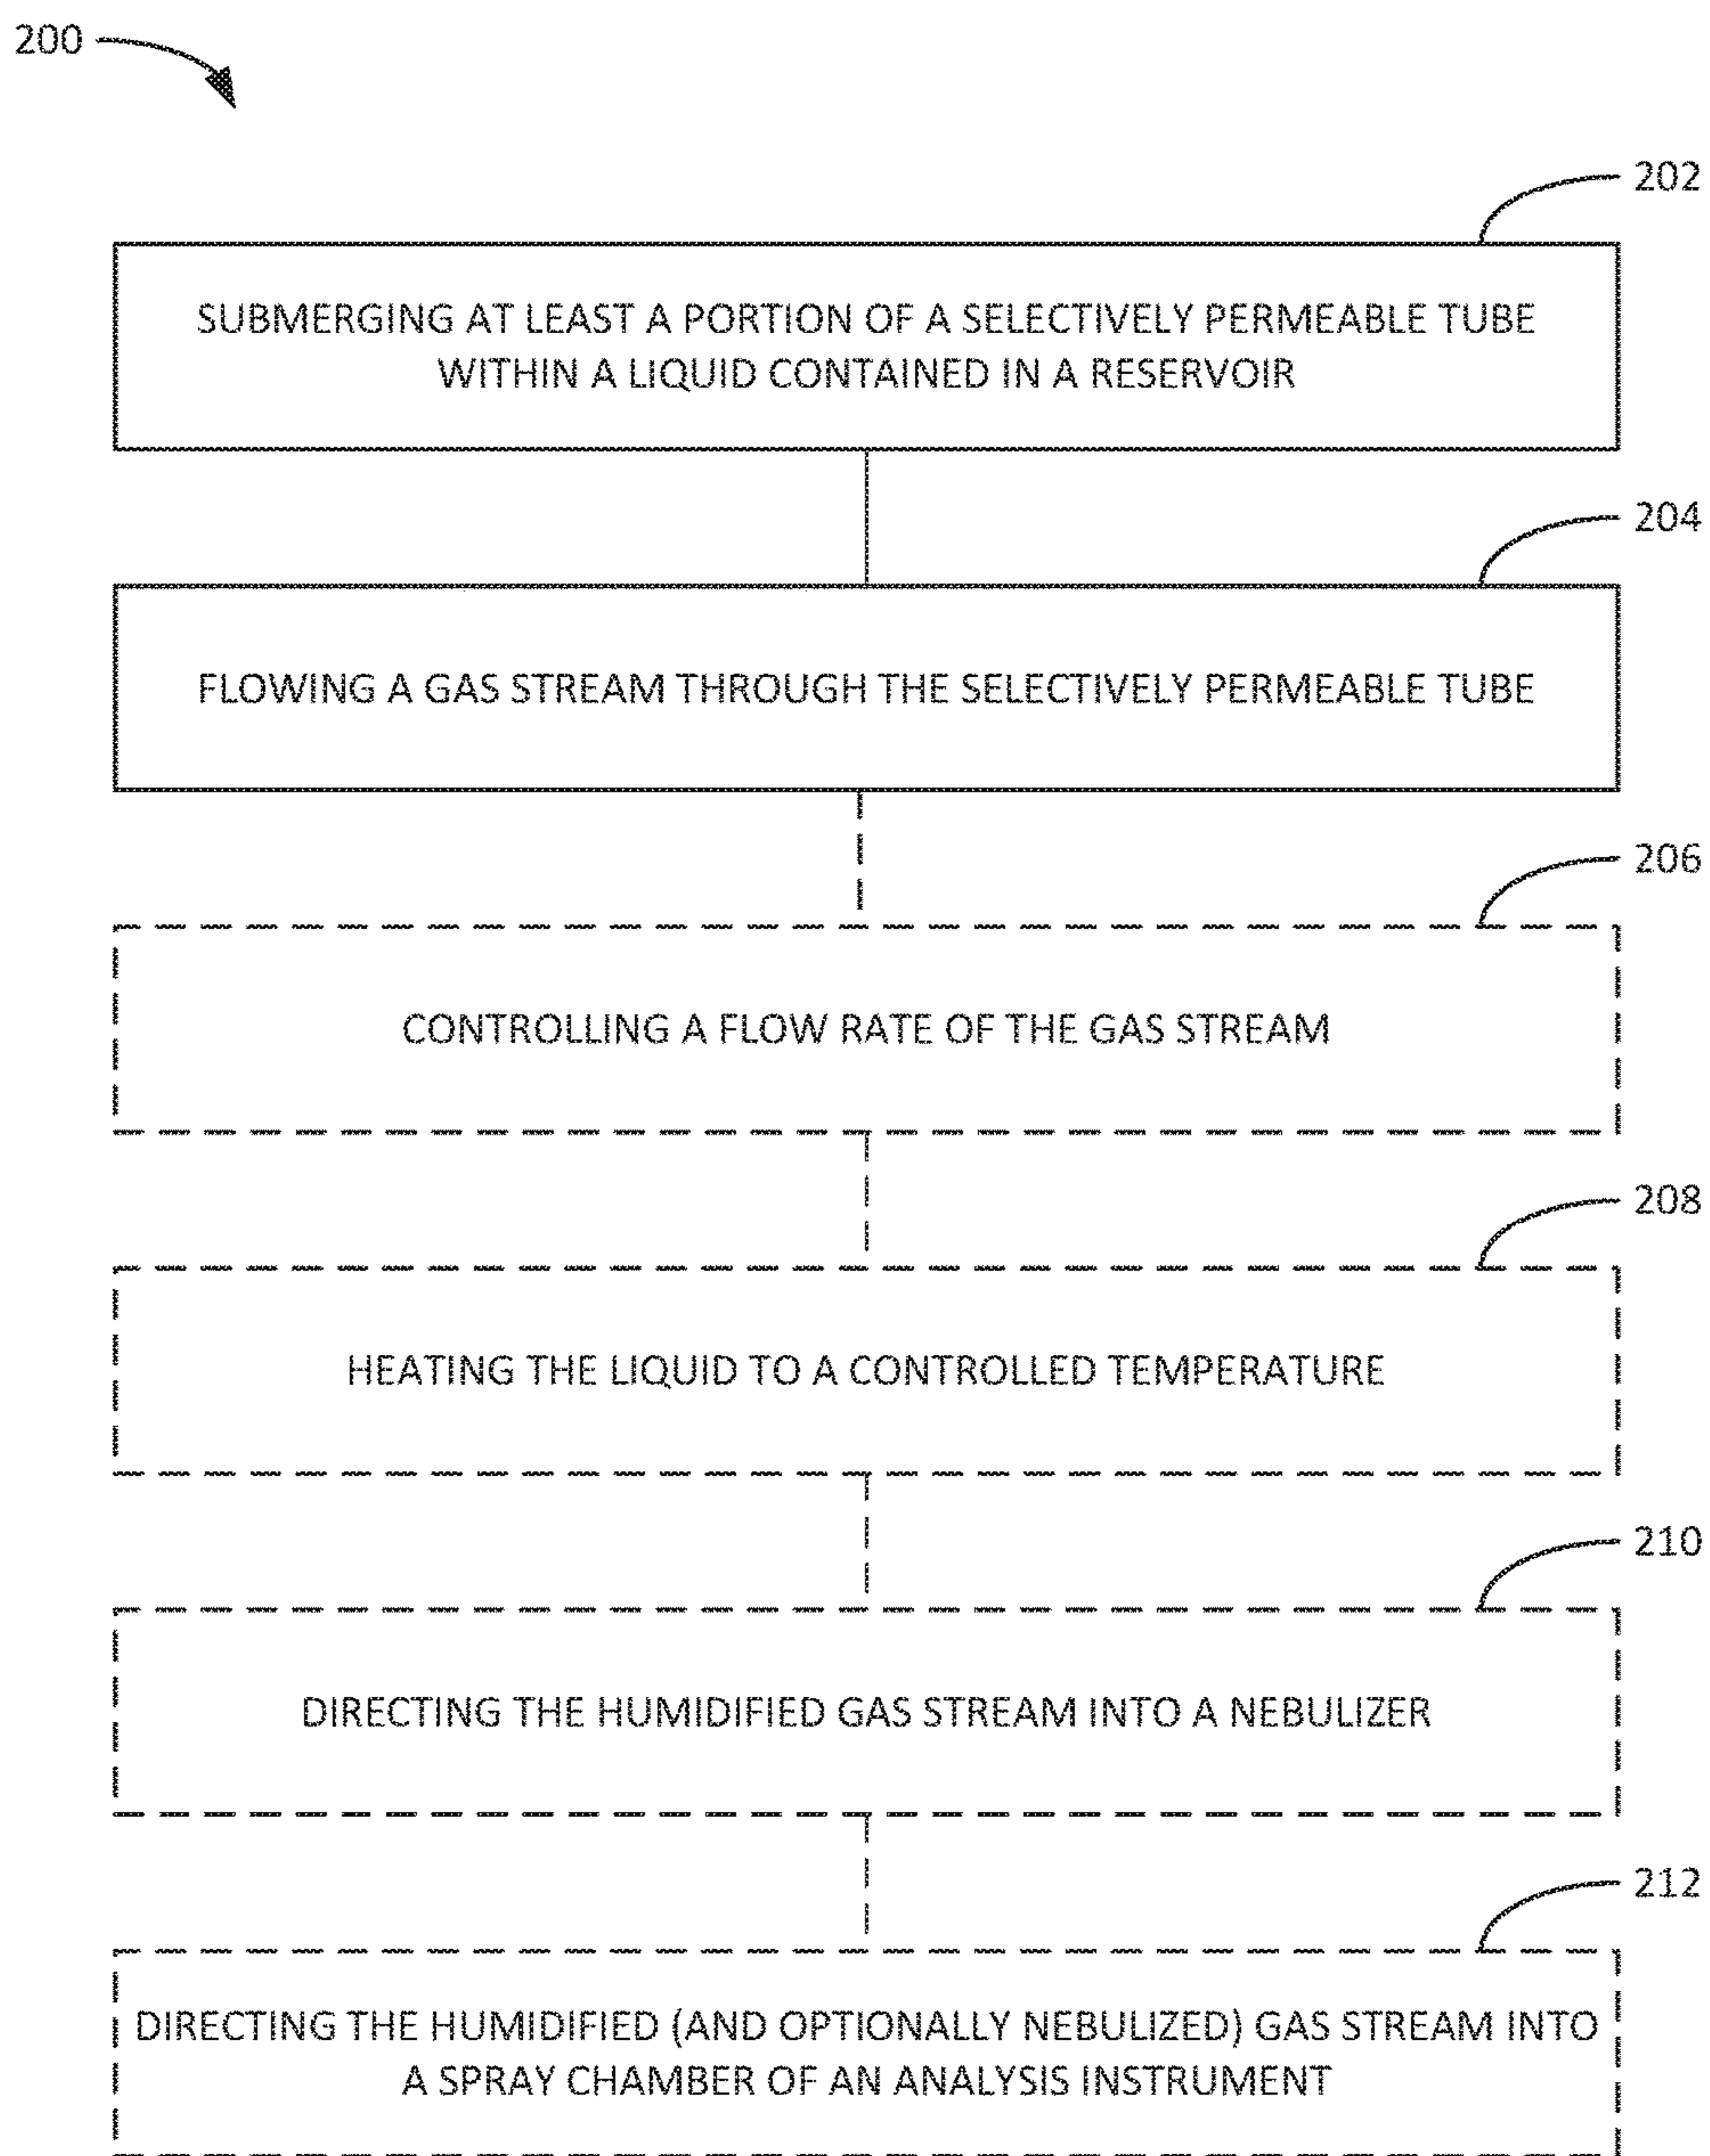 200
202
SUBMERGING AT LEAST A PORTION OF A SELECTIVELY PERMEABLE TUBE
WITHIN A LIQUID CONTAINED IN A RESERVOIR
204
FLOWING A GAS STREAM THROUGH THE SELECTIVELY PERMEABLE TUBE
206
CONTROLLING A FLOW RATE OF THE GAS STREAM
208
HEATING THE LIQUID TO A CONTROLLED TEMPERATURE
210
DIRECTING THE HUMIDIFIED GAS STREAM INTO A NEBULIZER
212
DIRECTING THE HUMIDIFIED (AND OPTIONALLY NEBULIZED) GAS STREAM INTO
A SPRAY CHAMBER OF AN ANALYSIS INSTRUMENT